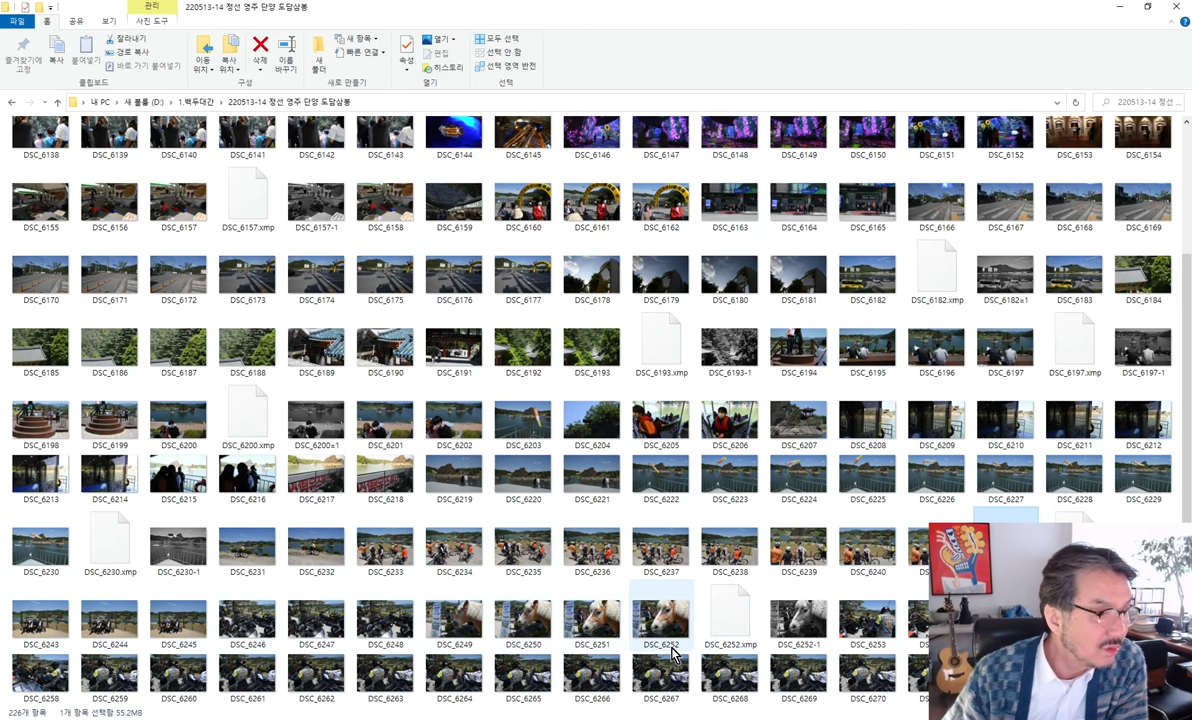 관리
220513-14 정선 영주 단양 도담삼봉
파일 홈 공유 보기 사진 도구
즐겨찾기에 고정
복사
붙여넣기
잘라내기
경로 복사
바로 가기 붙여넣기
클립보드
이동 위치
복사 위치
삭제
이름 바꾸기
구성
새 폴더
새 항목
빠른 연결
새로 만들기
속성
열기
편집
히스토리
열기
모두 선택
선택 안 함
선택 영역 반전
선택
내 PC > 새 볼륨 (D:) > 1.백두대간 > 220513-14 정선 영주 단양 도담삼봉
220513-14 정선 ...
DSC_6138 DSC_6139 DSC_6140 DSC_6141 DSC_6142 DSC_6143 DSC_6144 DSC_6145 DSC_6146 DSC_6147 DSC_6148 DSC_6149 DSC_6150 DSC_6151 DSC_6152 DSC_6153 DSC_6154
DSC_6155 DSC_6156 DSC_6157 DSC_6157.xmp DSC_6157-1 DSC_6158 DSC_6159 DSC_6160 DSC_6161 DSC_6162 DSC_6163 DSC_6164 DSC_6165 DSC_6166 DSC_6167 DSC_6168 DSC_6169
DSC_6170 DSC_6171 DSC_6172 DSC_6173 DSC_6174 DSC_6175 DSC_6176 DSC_6177 DSC_6178 DSC_6179 DSC_6180 DSC_6181 DSC_6182 DSC_6182.xmp DSC_6182=1 DSC_6183 DSC_6184
DSC_6185 DSC_6186 DSC_6187 DSC_6188 DSC_6189 DSC_6190 DSC_6191 DSC_6192 DSC_6193 DSC_6193.xmp DSC_6193-1 DSC_6194 DSC_6195 DSC_6196 DSC_6197 DSC_6197.xmp DSC_6197-1
DSC_6198 DSC_6199 DSC_6200 DSC_6200.xmp DSC_6200=1 DSC_6201 DSC_6202 DSC_6203 DSC_6204 DSC_6205 DSC_6206 DSC_6207 DSC_6208 DSC_6209 DSC_6210 DSC_6211 DSC_6212
DSC_6213 DSC_6214 DSC_6215 DSC_6216 DSC_6217 DSC_6218 DSC_6219 DSC_6220 DSC_6221 DSC_6222 DSC_6223 DSC_6224 DSC_6225 DSC_6226 DSC_6227 DSC_6228 DSC_6229
DSC_6230 DSC_6230.xmp DSC_6230-1 DSC_6231 DSC_6232 DSC_6233 DSC_6234 DSC_6235 DSC_6236 DSC_6237 DSC_6238 DSC_6239 DSC_6240
DSC_6243 DSC_6244 DSC_6245 DSC_6246 DSC_6247 DSC_6248 DSC_6249 DSC_6250 DSC_6251 DSC_6252 DSC_6252.xmp DSC_6252-1 DSC_6253
DSC_6258 DSC_6259 DSC_6260 DSC_6261 DSC_6262 DSC_6263 DSC_6264 DSC_6265 DSC_6266 DSC_6267 DSC_6268 DSC_6269 DSC_6270
226개 항목 1개 항목 선택함 55.2MB